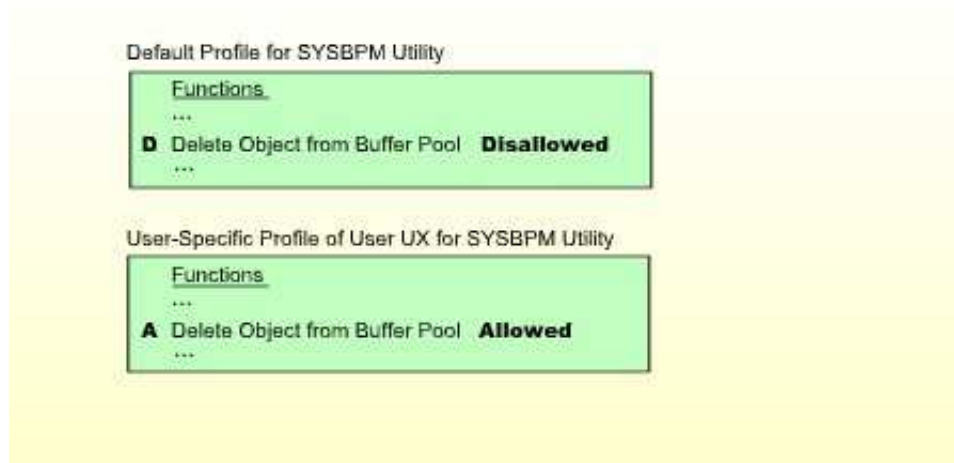 Default Profile for SYSBPM Utility
Functions
...
D Delete Object from Buffer Pool Disallowed
...
User-Specific Profile of User UX for SYSBPM Utility
Functions
...
A Delete Object from Buffer Pool Allowed
...